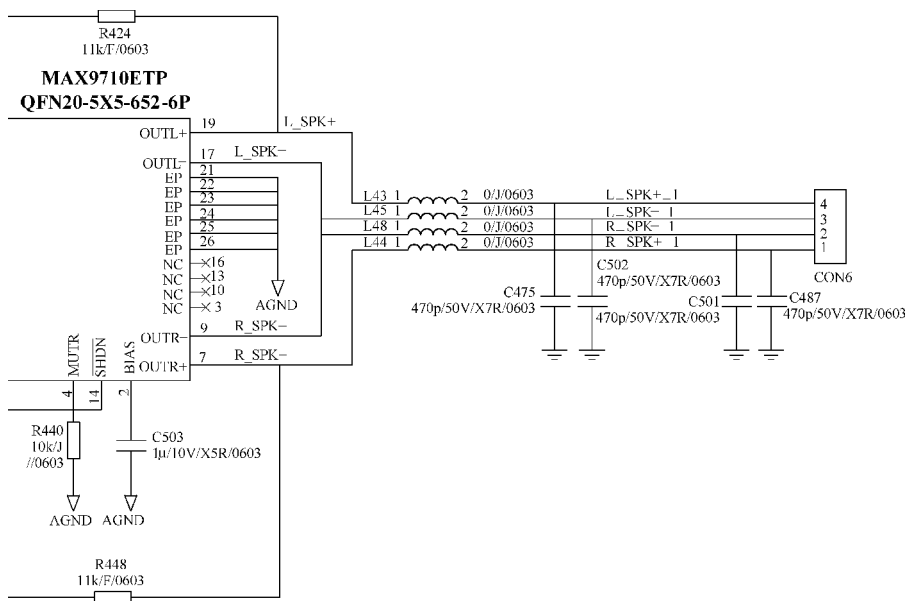 R424
11k/F/0603
MAX9710ETP
QFN20-5X5-652-6P
OUTL+
19
L_SPK+
OUTL−
17
L_SPK−
EP
21
EP
22
EP
23
EP
24
EP
25
EP
26
NC
16
NC
13
NC
10
NC
3
AGND
OUTR−
9
R_SPK−
OUTR+
7
R_SPK−
MUTR
SHDN
BIAS
4
14
2
L43 1 2 0/J/0603 L_SPK+_1 4
L45 1 2 0/J/0603 L_SPK−_1 3
L48 1 2 0/J/0603 R_SPK−_1 2
L44 1 2 0/J/0603 R_SPK+_1 1
CON6
C475
470p/50V/X7R/0603
C502
470p/50V/X7R/0603
C501
470p/50V/X7R/0603
C487
470p/50V/X7R/0603
R440
10k/J
//0603
C503
1μ/10V/X5R/0603
AGND
AGND
R448
11k/F/0603